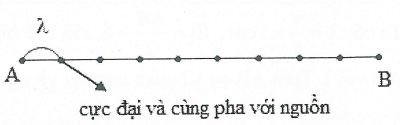 λ
A
B
cực đại và cùng pha với nguồn